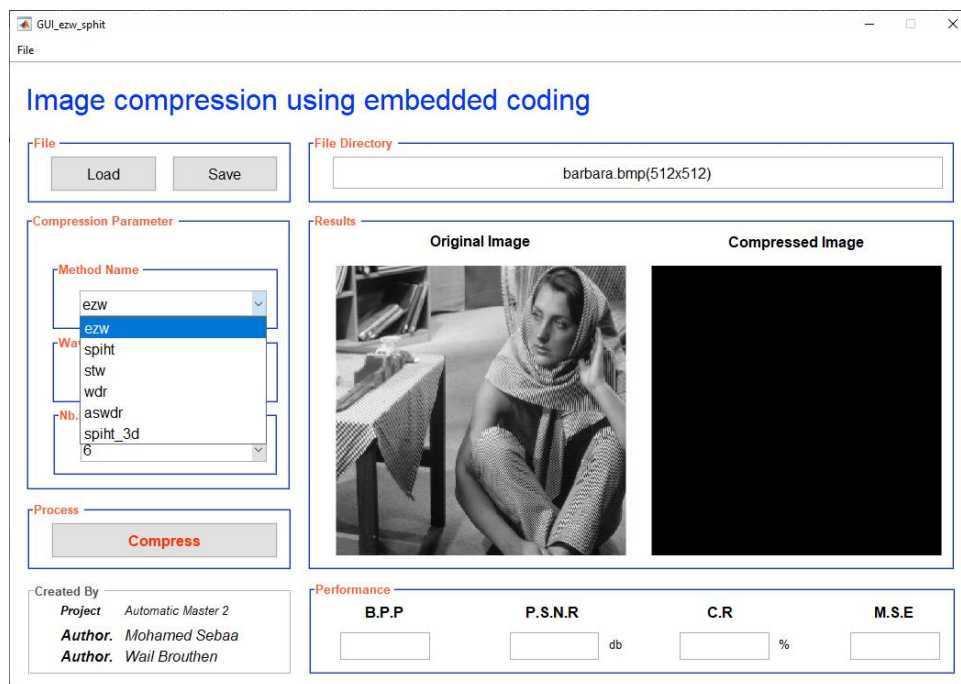 GUI_ezw_sphit
File
Image compression using embedded coding
File
Load Save
File Directory
barbara.bmp(512x512)
Compression Parameter
Method Name
ezw
ezw
spiht
stw
wdr
aswdr
spiht_3d
Nb.
6
Process
Compress
Results
Original Image Compressed Image
Created By
Project Automatic Master 2
Author. Mohamed Sebaa
Author. Wail Brouthen
Performance
B.P.P P.S.N.R C.R M.S.E
db %